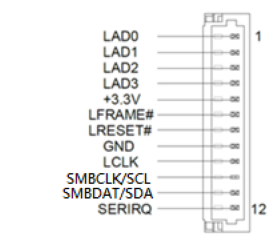 LAD0 1
LAD1
LAD2
LAD3
+3.3V
LFRAME#
LRESET#
GND
LCLK
SMBCLK/SCL
SMBDAT/SDA
SERIRQ 12